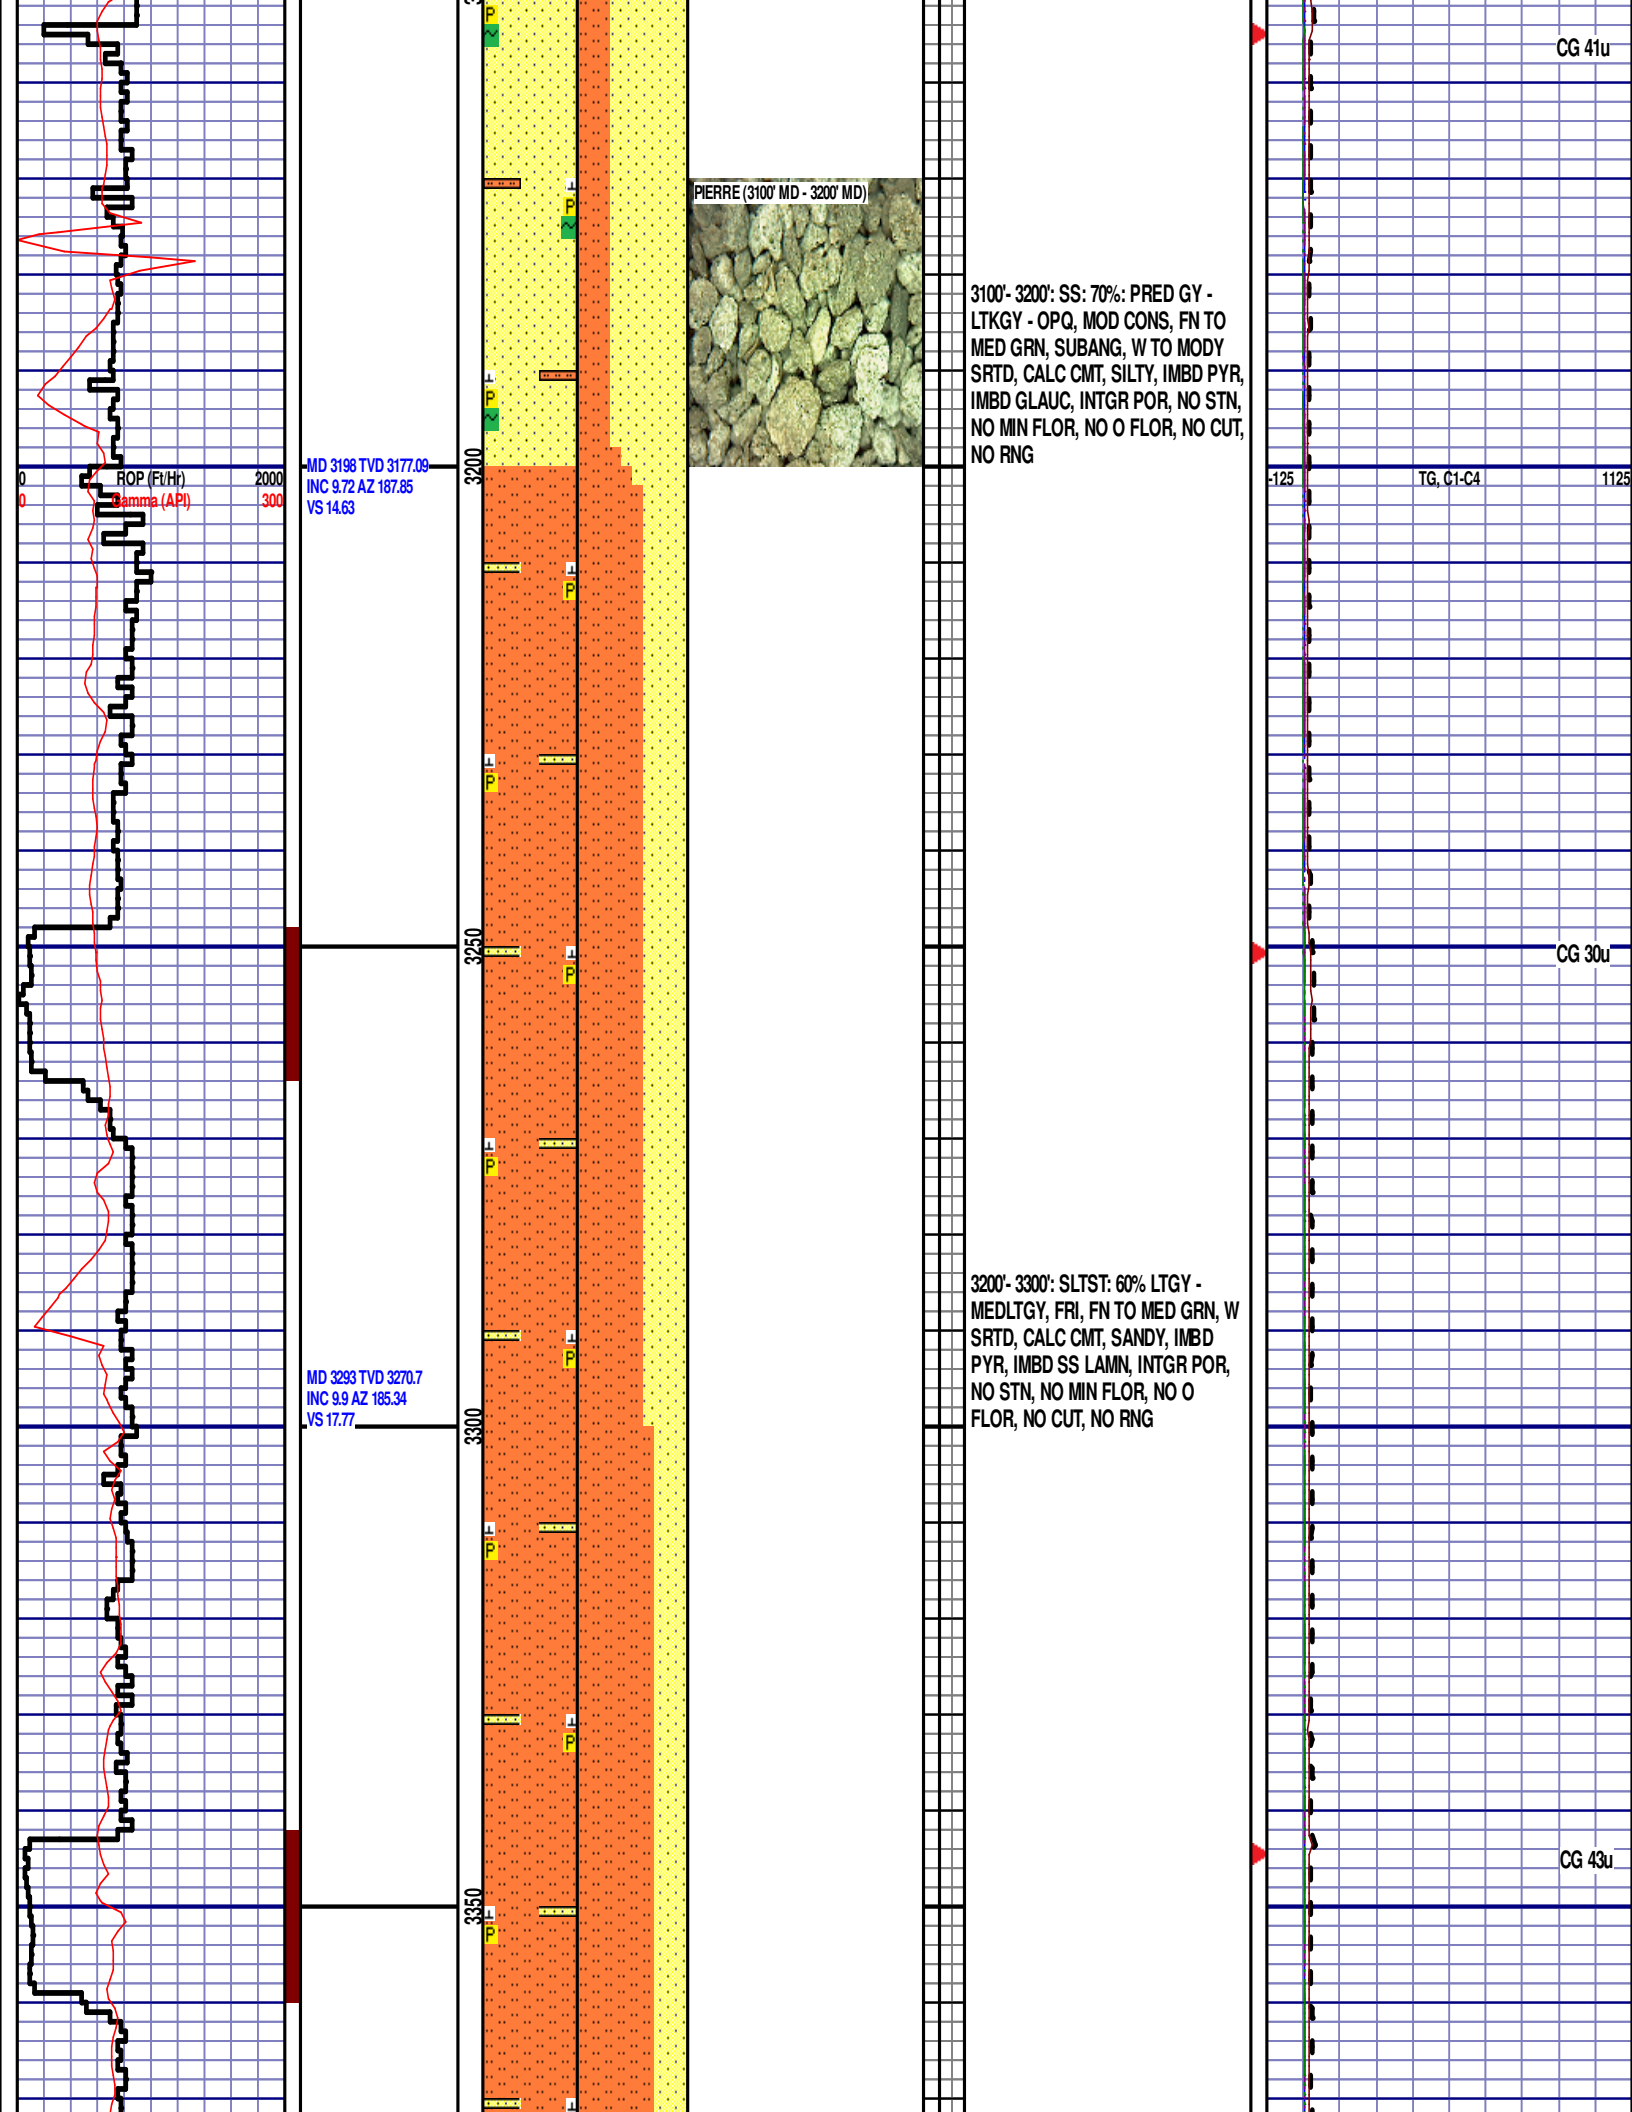 P
CG 41u
PIERRE (3100' MD - 3200' MD)
P
3100'- 3200': SS: 70%: PRED GY -
LTKGY - OPQ, MOD CONS, FN TO
MED GRN, SUBANG, W TO MODY
SRTD, CALC CMT, SILTY, IMBD PYR,
IMBD GLAUC, INTGR POR, NO STN,
NO MIN FLOR, NO O FLOR, NO CUT,
NO RNG
P
0 ROP (Ft/Hr) 2000
0 Gamma (API) 300
MD 3198 TVD 3177.09
INC 9.72 AZ 187.85
VS 14.63
3200
-125 TG, C1-C4 1125
P
P
3250
P
CG 30u
P
3200'- 3300': SLTST: 60% LTGY -
MEDLTGY, FRI, FN TO MED GRN, W
SRTD, CALC CMT, SANDY, IMBD
PYR, IMBD SS LAMN, INTGR POR,
NO STN, NO MIN FLOR, NO O
FLOR, NO CUT, NO RNG
P
MD 3293 TVD 3270.7
INC 9.9 AZ 185.34
VS 17.77
3300
P
P
CG 43u
3350
P